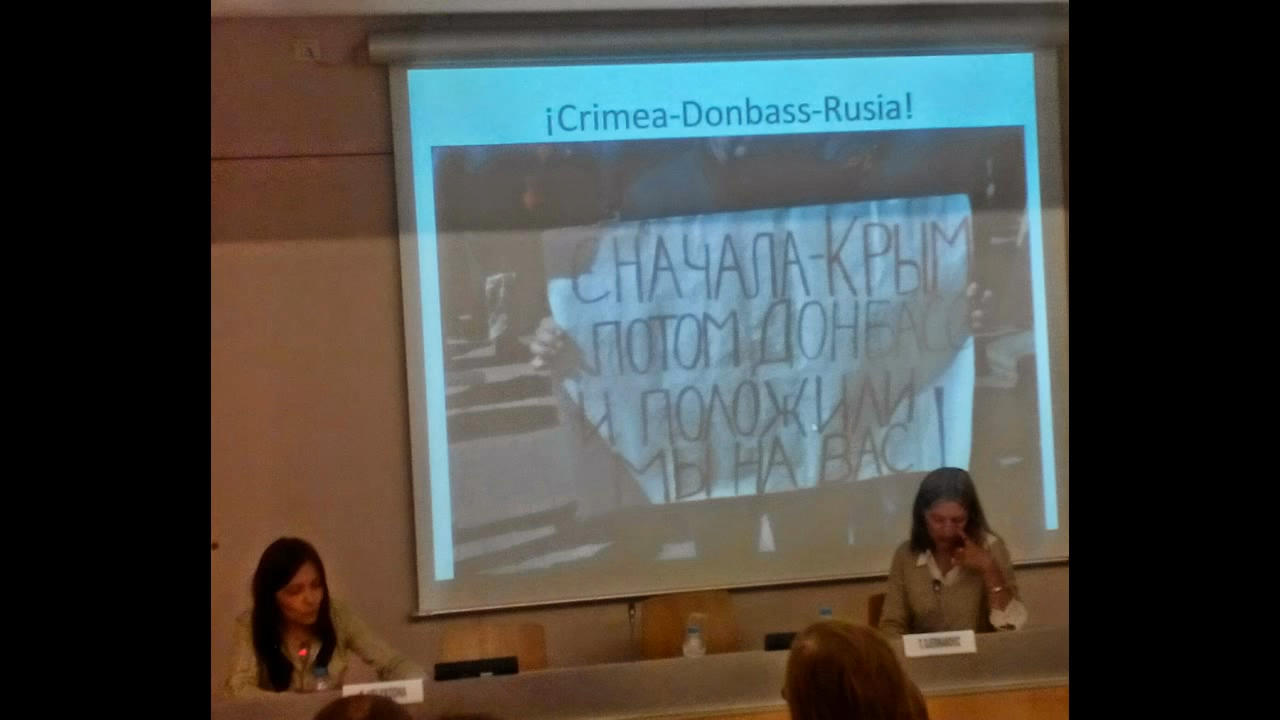 ¡Crimea-Donbass-Rusia!
СНАЧАЛА-КРЫМ
ПОТОМ ДОНБАСС
И ПОЛОЖИЛИ
МЫ НА ВАС!